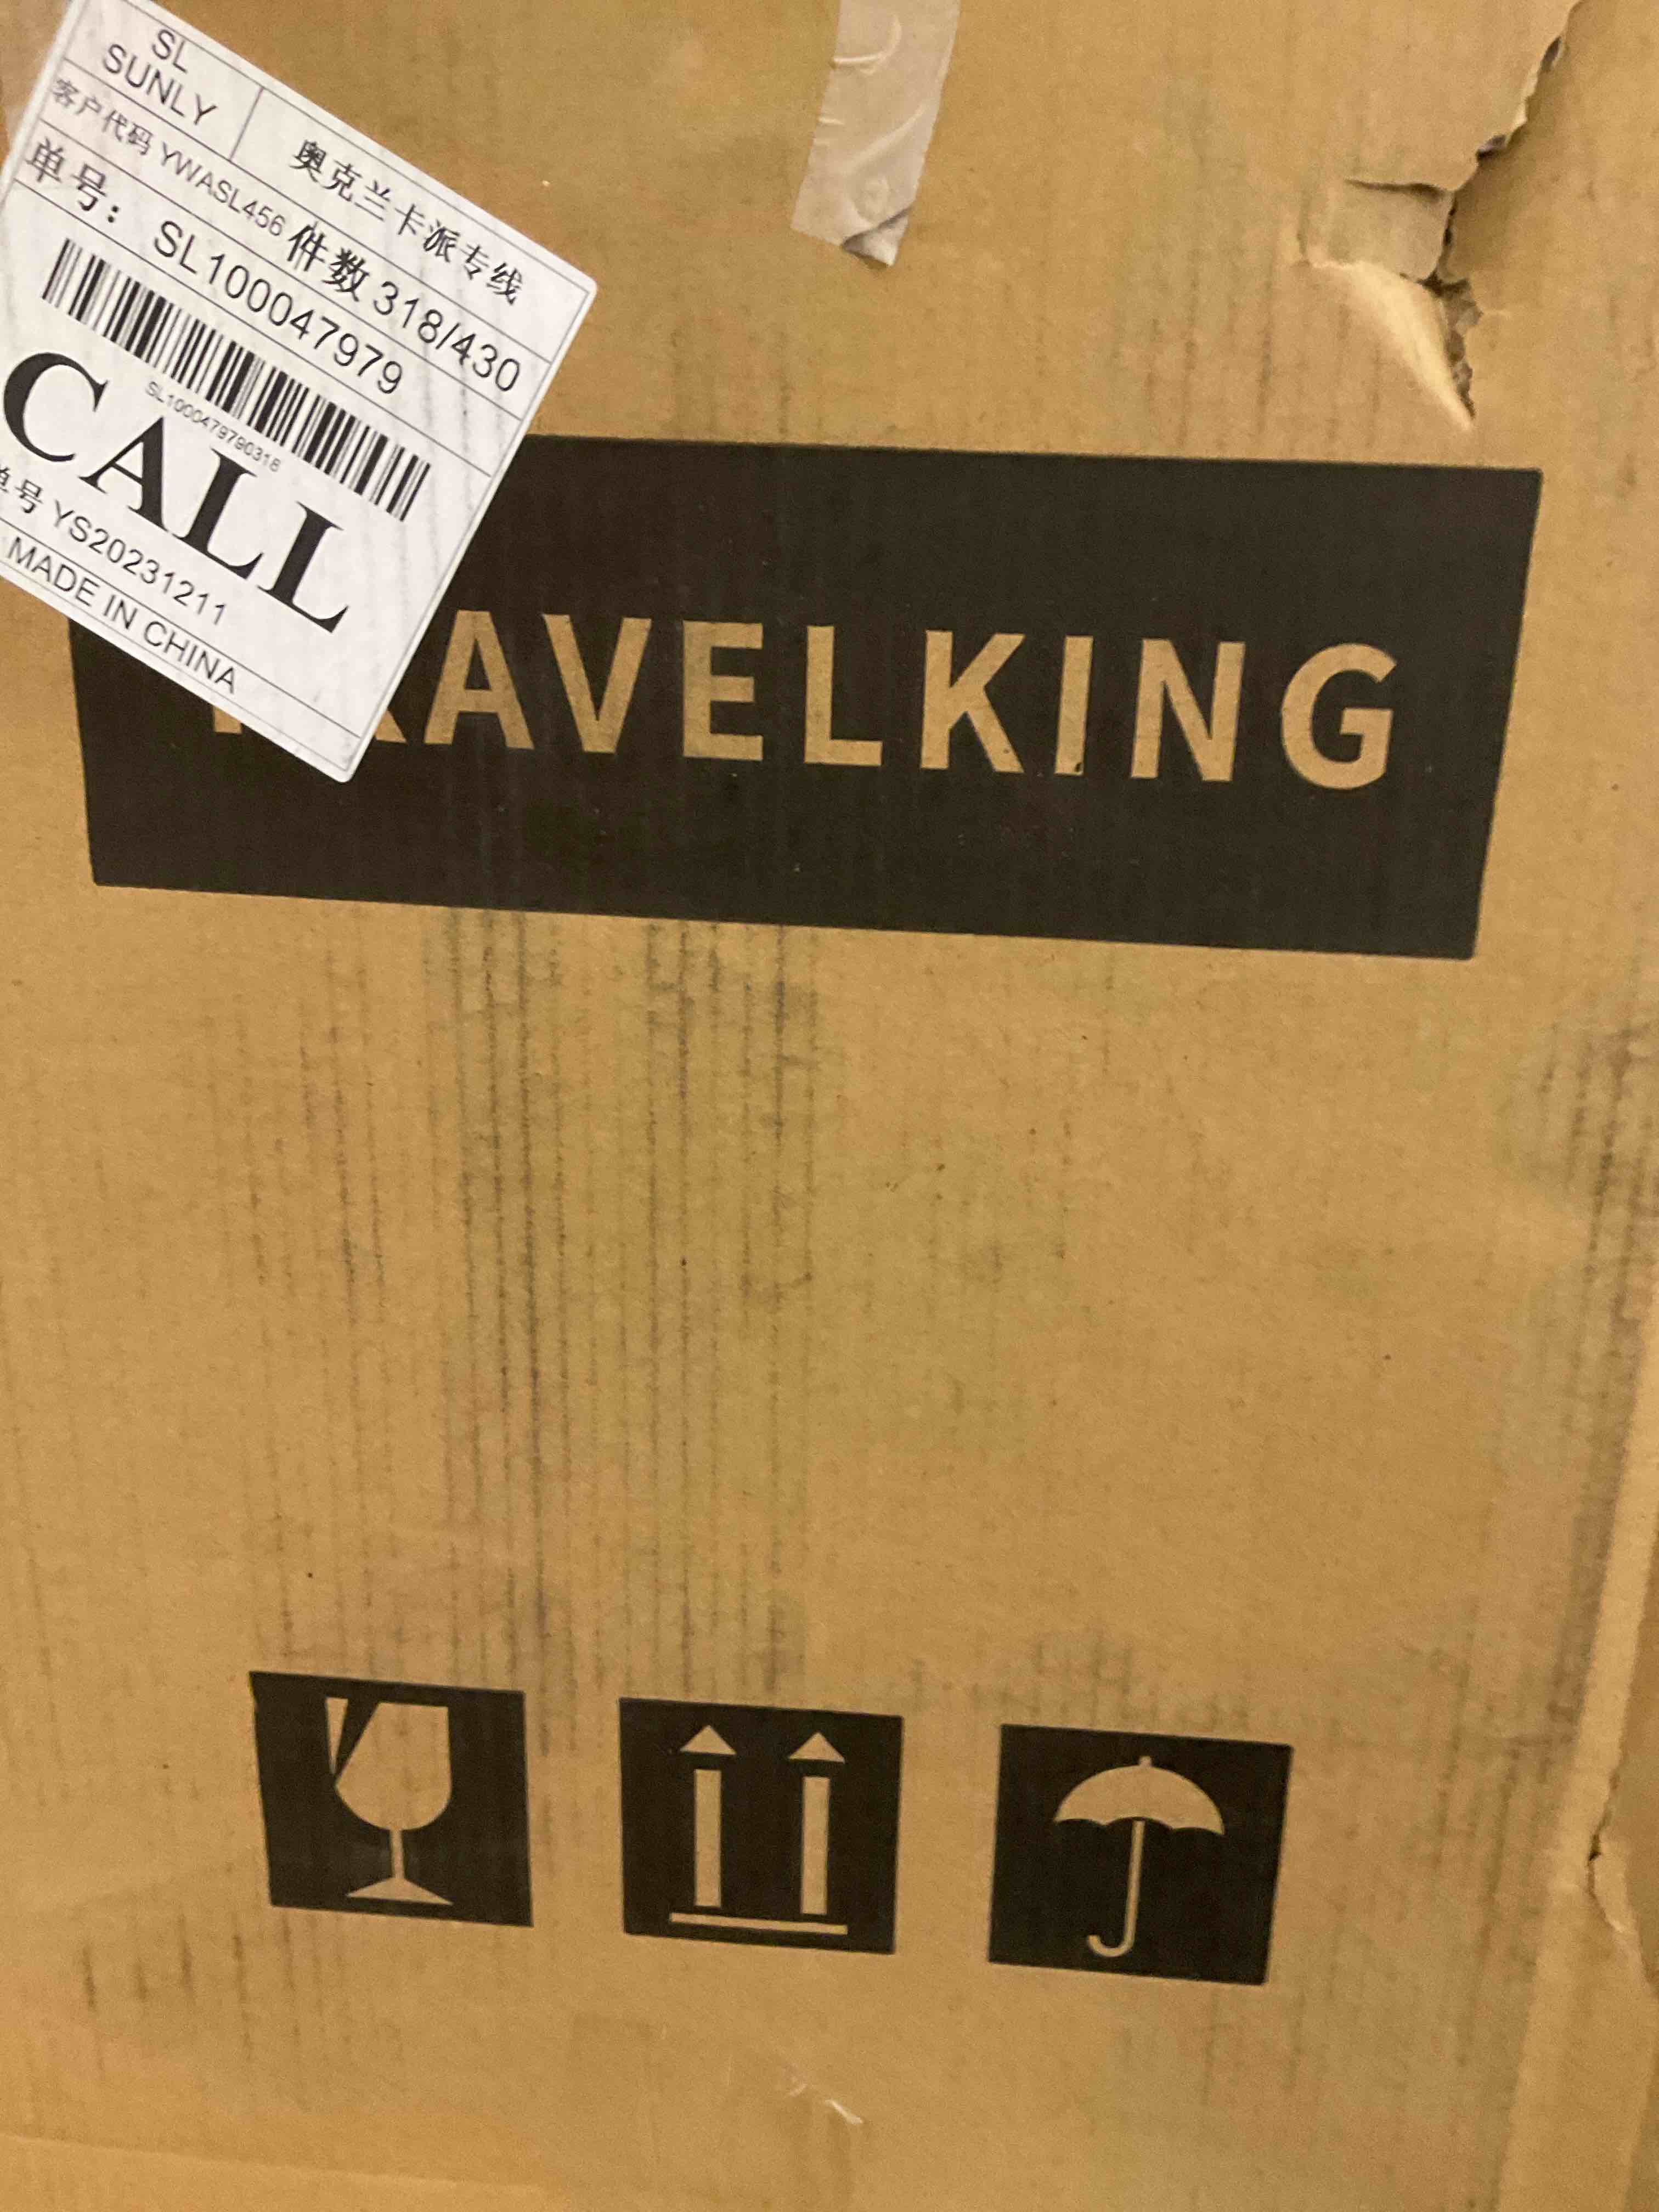 SL
SUNLY
奥克兰卡派专线
客户代码 YWASL456 件数 318/430
单号: SL100047979
SL1000479790318
CALL
单号 YS20231211
MADE IN CHINA
TRAVELKING